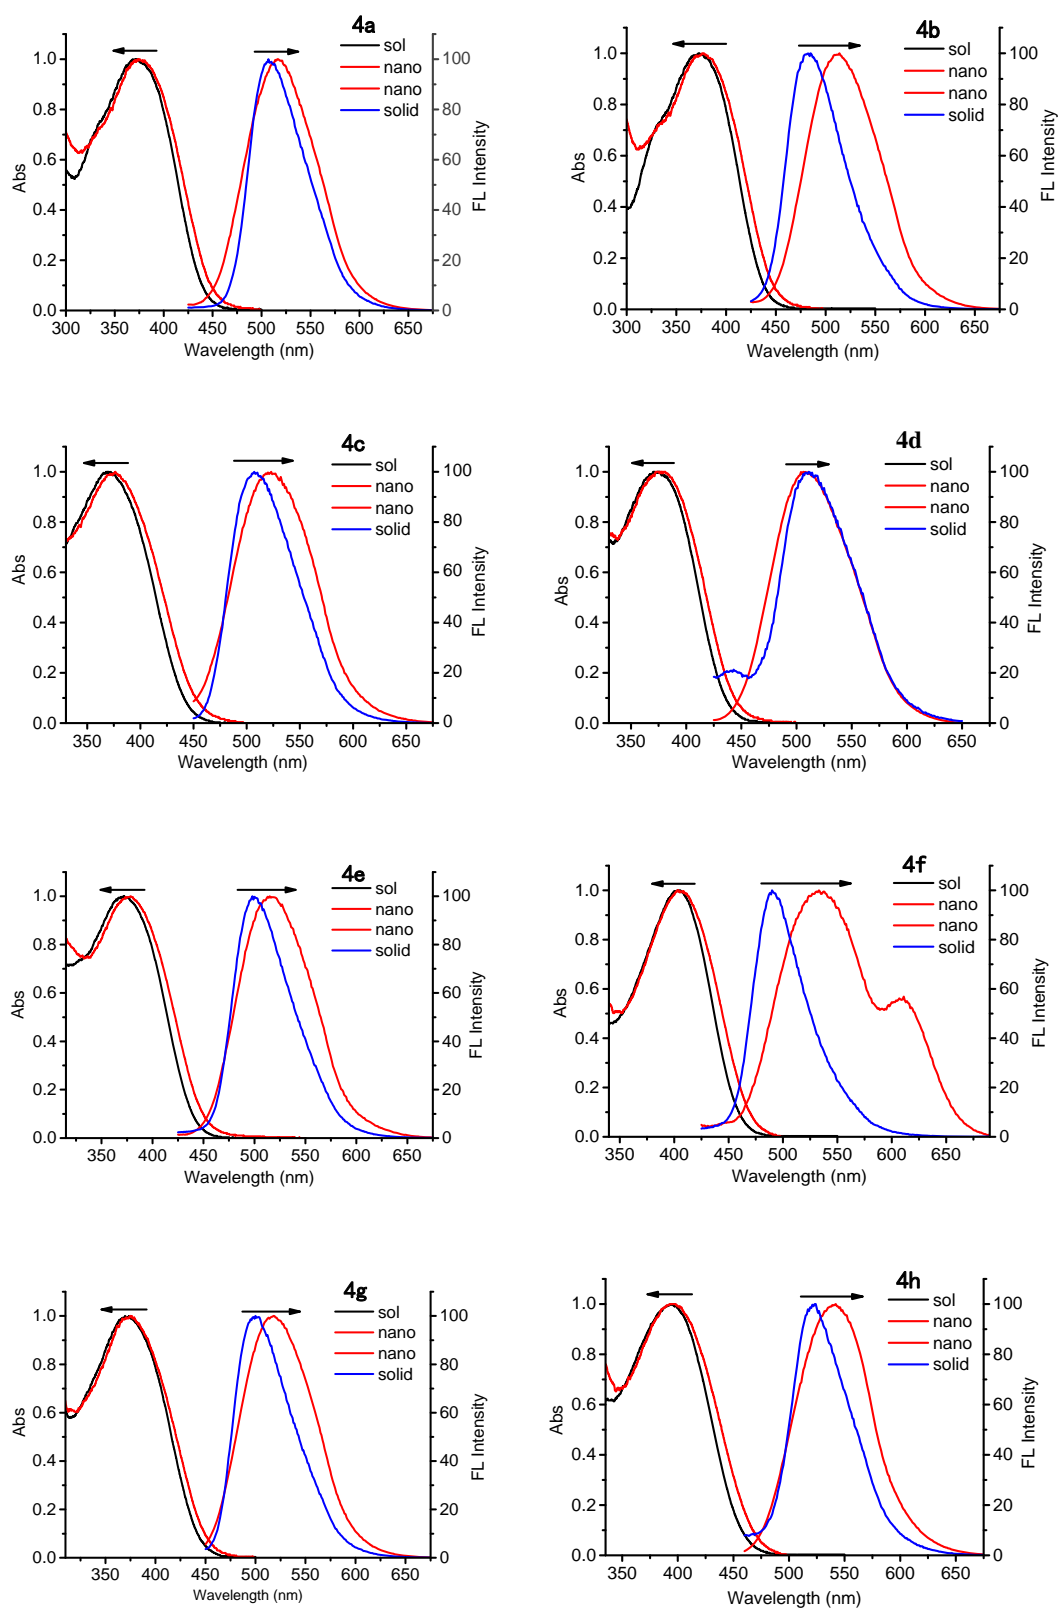 4a
sol
nano
nano
solid
1.0
0.8
0.6
0.4
0.2
0.0
Abs
100
80
60
40
20
0
FL Intensity
300 350 400 450 500 550 600 650
Wavelength (nm)
4b
sol
nano
nano
solid
1.0
0.8
0.6
0.4
0.2
0.0
Abs
100
80
60
40
20
0
FL Intensity
300 350 400 450 500 550 600 650
Wavelength (nm)
4c
sol
nano
nano
solid
1.0
0.8
0.6
0.4
0.2
0.0
Abs
100
80
60
40
20
0
FL Intensity
350 400 450 500 550 600 650
Wavelength (nm)
4d
sol
nano
nano
solid
1.0
0.8
0.6
0.4
0.2
0.0
Abs
100
80
60
40
20
0
FL Intensity
350 400 450 500 550 600 650
Wavelength (nm)
4e
sol
nano
nano
solid
1.0
0.8
0.6
0.4
0.2
0.0
Abs
100
80
60
40
20
0
FL Intensity
350 400 450 500 550 600 650
Wavelength (nm)
4f
sol
nano
nano
solid
1.0
0.8
0.6
0.4
0.2
0.0
Abs
100
80
60
40
20
0
FL Intensity
350 400 450 500 550 600 650
Wavelength (nm)
4g
sol
nano
nano
solid
1.0
0.8
0.6
0.4
0.2
0.0
Abs
100
80
60
40
20
0
FL Intensity
350 400 450 500 550 600 650
Wavelength (nm)
4h
sol
nano
nano
solid
1.0
0.8
0.6
0.4
0.2
0.0
Abs
100
80
60
40
20
0
FL Intensity
350 400 450 500 550 600 650
Wavelength (nm)